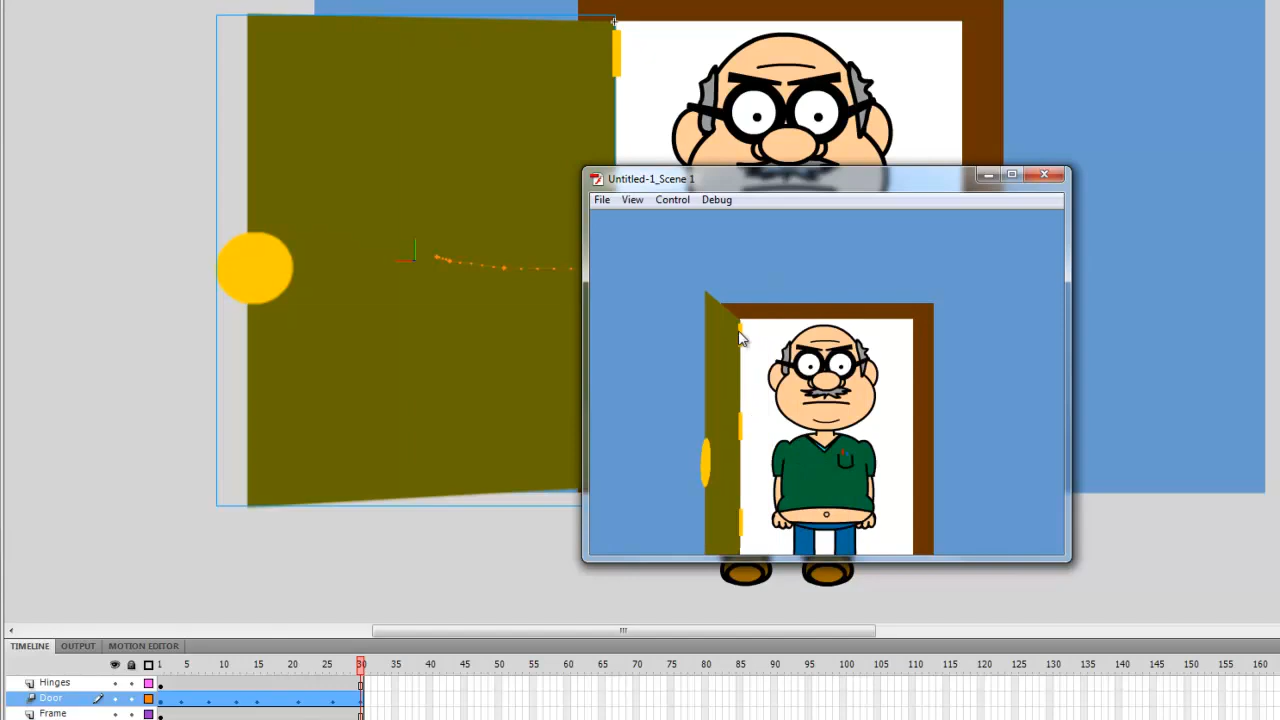 Untitled-1_Scene 1
File View Control Debug
TIMELINE OUTPUT MOTION EDITOR
1 5 10 15 20 25 30 35 40 45 50 55 60 65 70 75 80 85 90 95 100 105 110 115 120 125 130 135 140 145 150 155 160
Hinges
Door
Frame